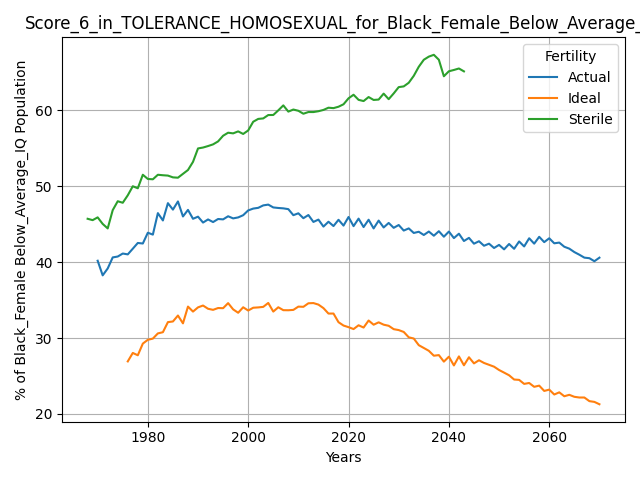 Score_6_in_TOLERANCE_HOMOSEXUAL_for_Black_Female_Below_Average_
% of Black_Female Below_Average_IQ Population
60
50
40
30
20
Fertility
Actual
Ideal
Sterile
1980 2000 2020 2040 2060
Years